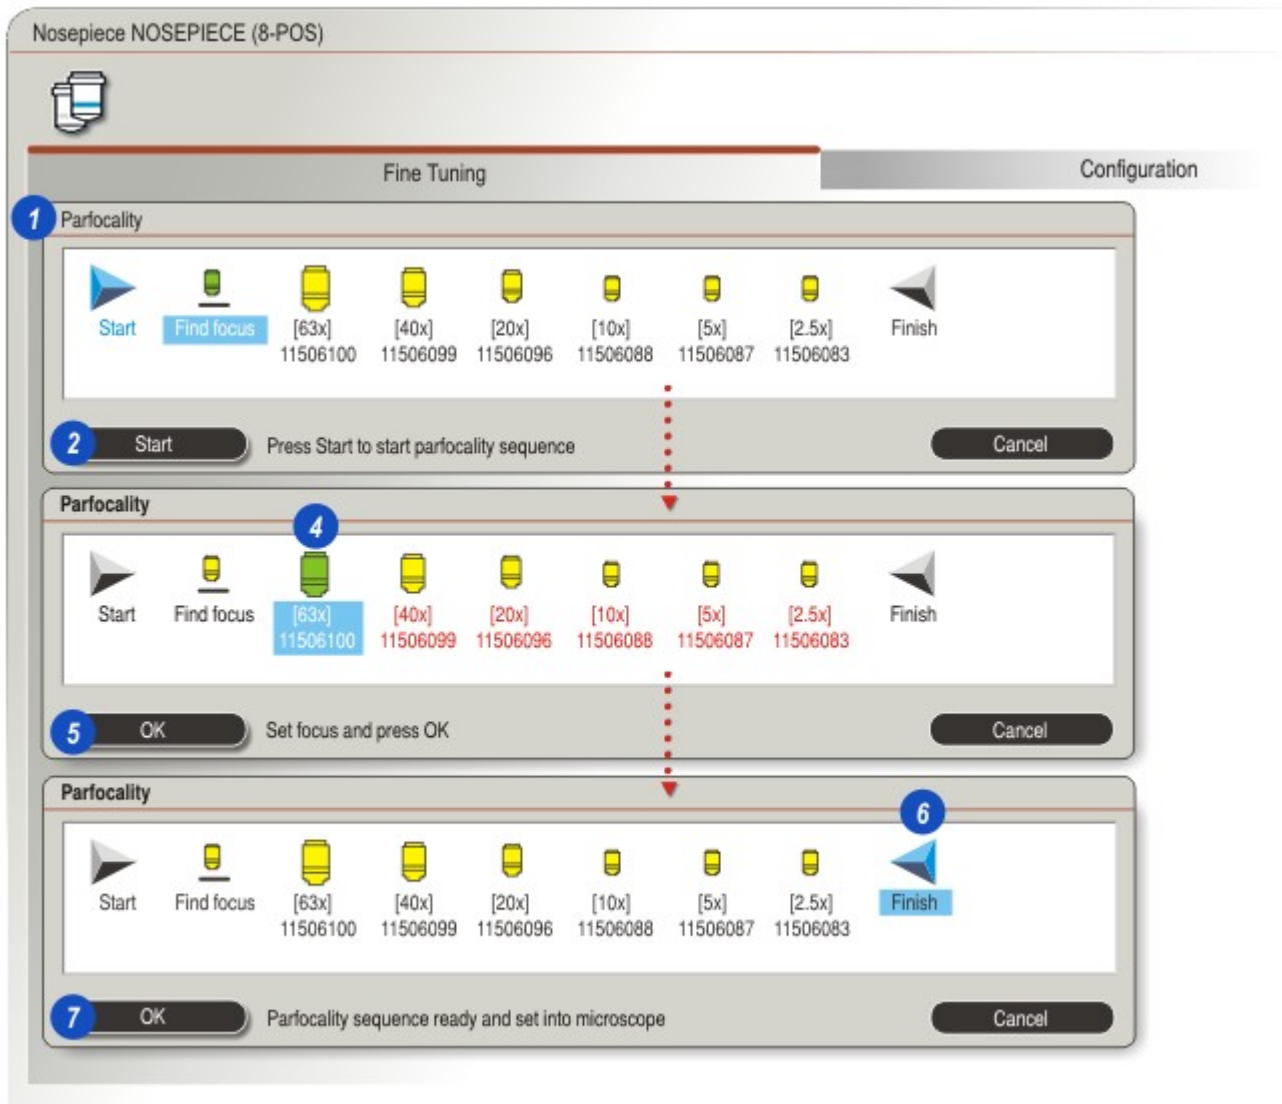 Nosepiece NOSEPIECE (8-POS)
Fine Tuning
Configuration
1 Parfocality
Start Find focus [63x] [40x] [20x] [10x] [5x] [2.5x] Finish
11506100 11506099 11506096 11506088 11506087 11506083
2 Start Press Start to start parfocality sequence Cancel
Parfocality
4
Start Find focus [63x] [40x] [20x] [10x] [5x] [2.5x] Finish
11506100 11506099 11506096 11506088 11506087 11506083
5 OK Set focus and press OK Cancel
Parfocality
6
Start Find focus [63x] [40x] [20x] [10x] [5x] [2.5x] Finish
11506100 11506099 11506096 11506088 11506087 11506083
7 OK Parfocality sequence ready and set into microscope Cancel